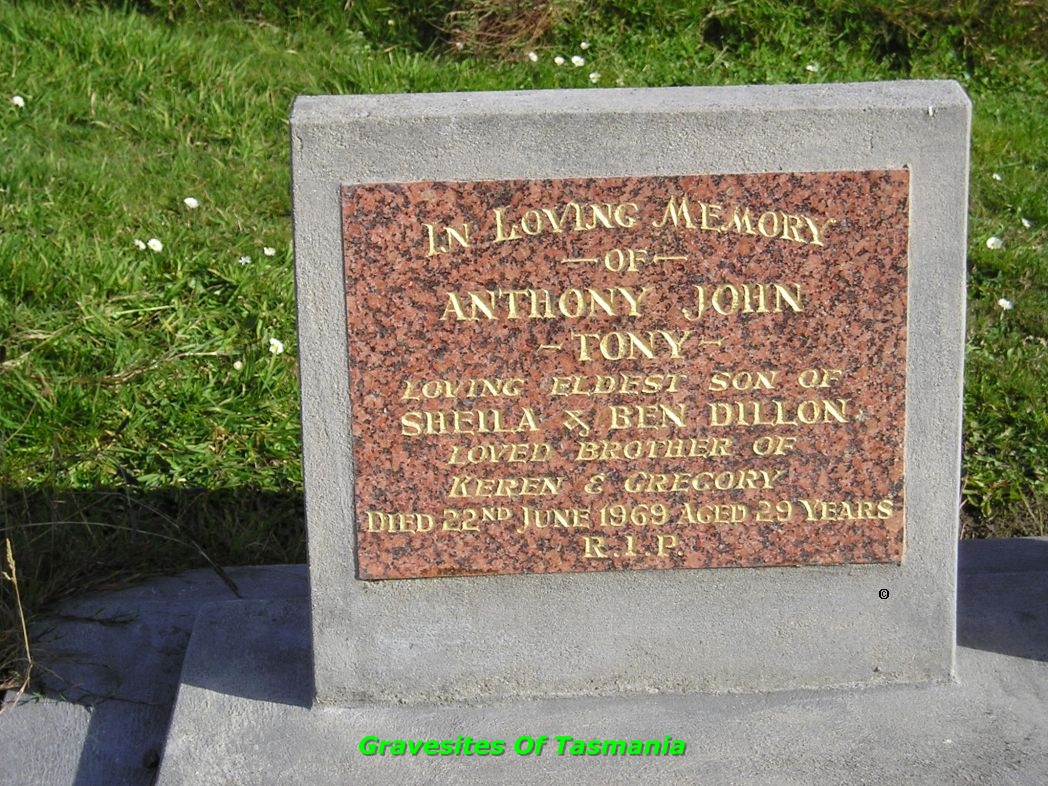 In Loving Memory
— OF —
ANTHONY JOHN
- TONY -
LOVING ELDEST SON OF
SHEILA & BEN DILLON
LOVED BROTHER OF
KEREN & GREGORY
DIED 22ND JUNE 1969 AGED 29 YEARS
R.I.P.
©
Gravesites Of Tasmania